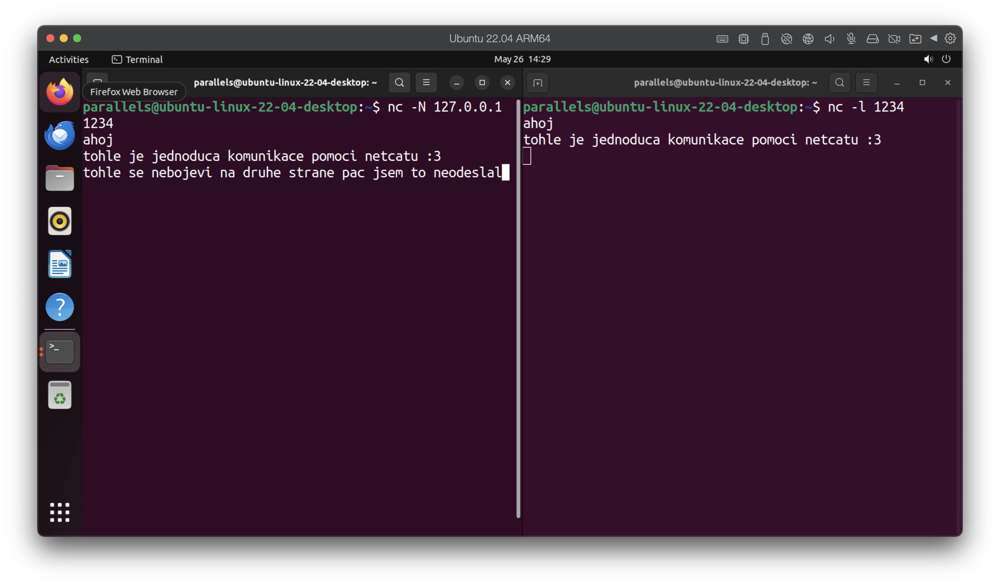 Ubuntu 22.04 ARM64
Activities
Terminal
May 26 14:29
parallels@ubuntu-linux-22-04-desktop: ~
parallels@ubuntu-linux-22-04-desktop: ~
Firefox Web Browser
parallels@ubuntu-linux-22-04-desktop:~$ nc -N 127.0.0.1
1234
ahoj
tohle je jednoduca komunikace pomoci netcatu :3
tohle se nebojevi na druhe strane pac jsem to neodeslal
parallels@ubuntu-linux-22-04-desktop:~$ nc -l 1234
ahoj
tohle je jednoduca komunikace pomoci netcatu :3